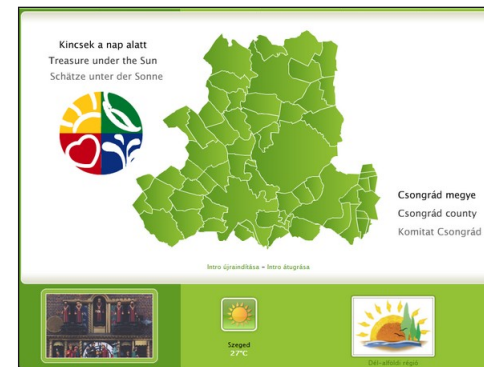 Kincsek a nap alatt
Treasure under the Sun
Schätze unter der Sonne
Csongrád megye
Csongrád county
Komitat Csongrád
Intro újraindítása - Intro átugrása
Szeged
27°C
Dél-alföldi régió